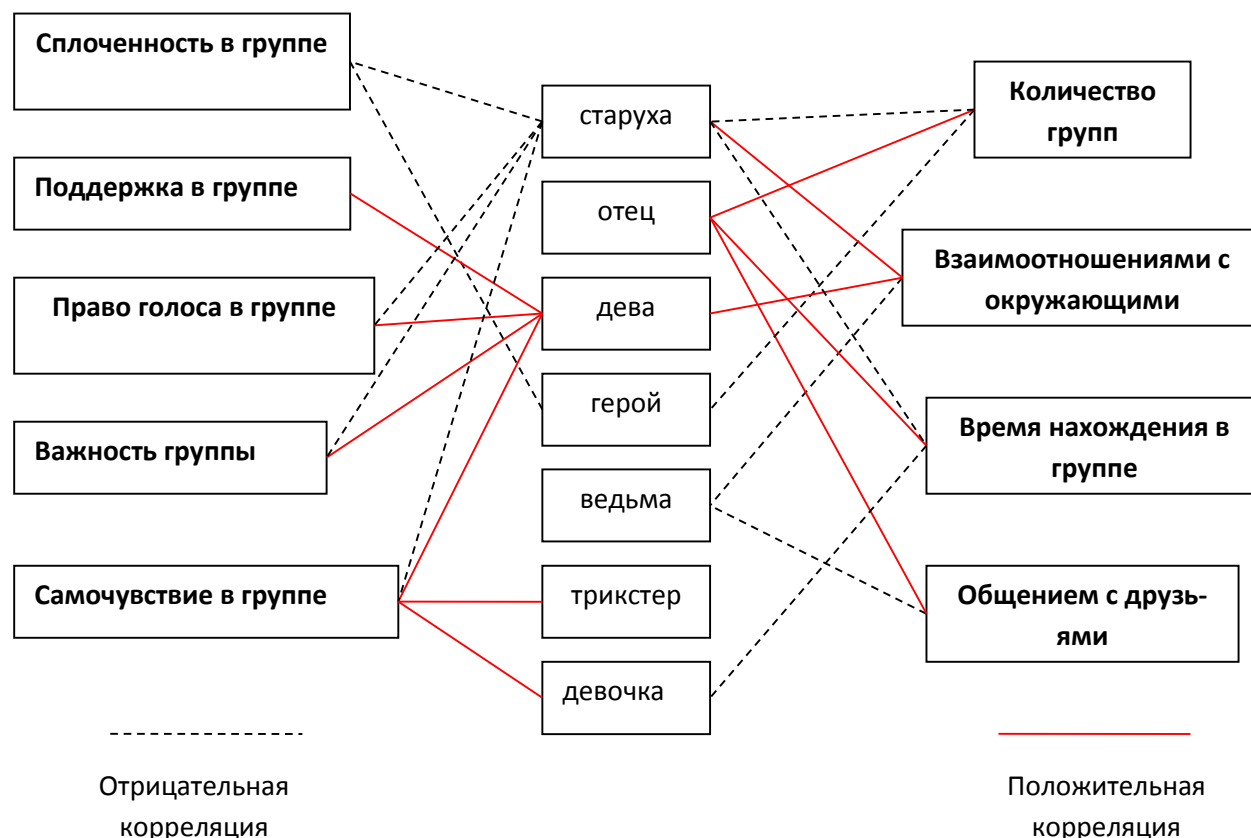 Сплоченность в группе
Поддержка в группе
Право голоса в группе
Важность группы
Самочувствие в группе
старуха
отец
дева
герой
ведьма
трикстер
девочка
Количество
групп
Взаимоотношениями с
окружающими
Время нахождения в
группе
Общением с друзь-
ями
Отрицательная
корреляция
Положительная
корреляция